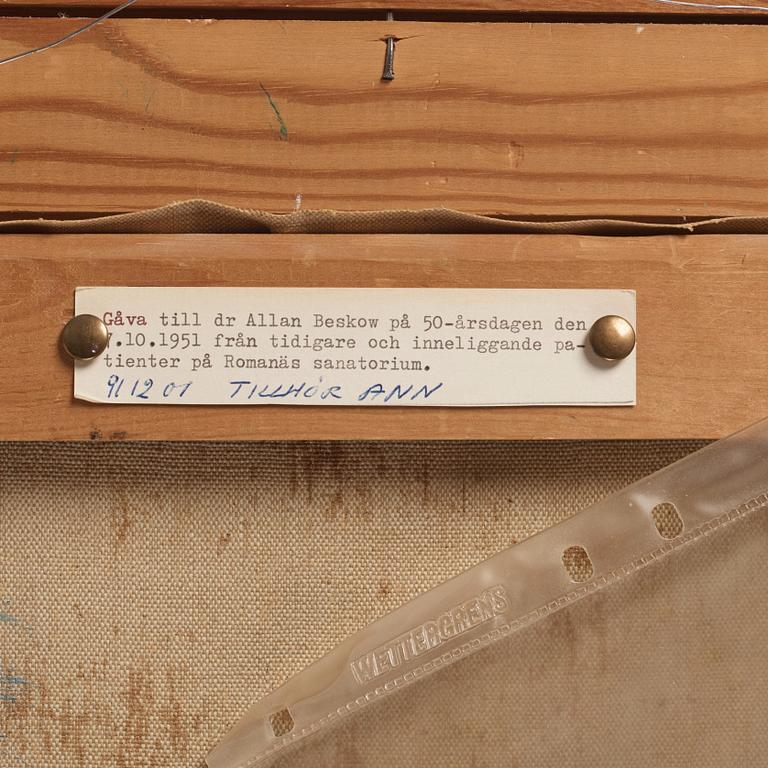 Gåva till dr Allan Beskow på 50-årsdagen den
7.10.1951 från tidigare och inneliggande pa-
tienter på Romanäs sanatorium.
91 12 01 TILLHÖR ANN
WETTERGRENS